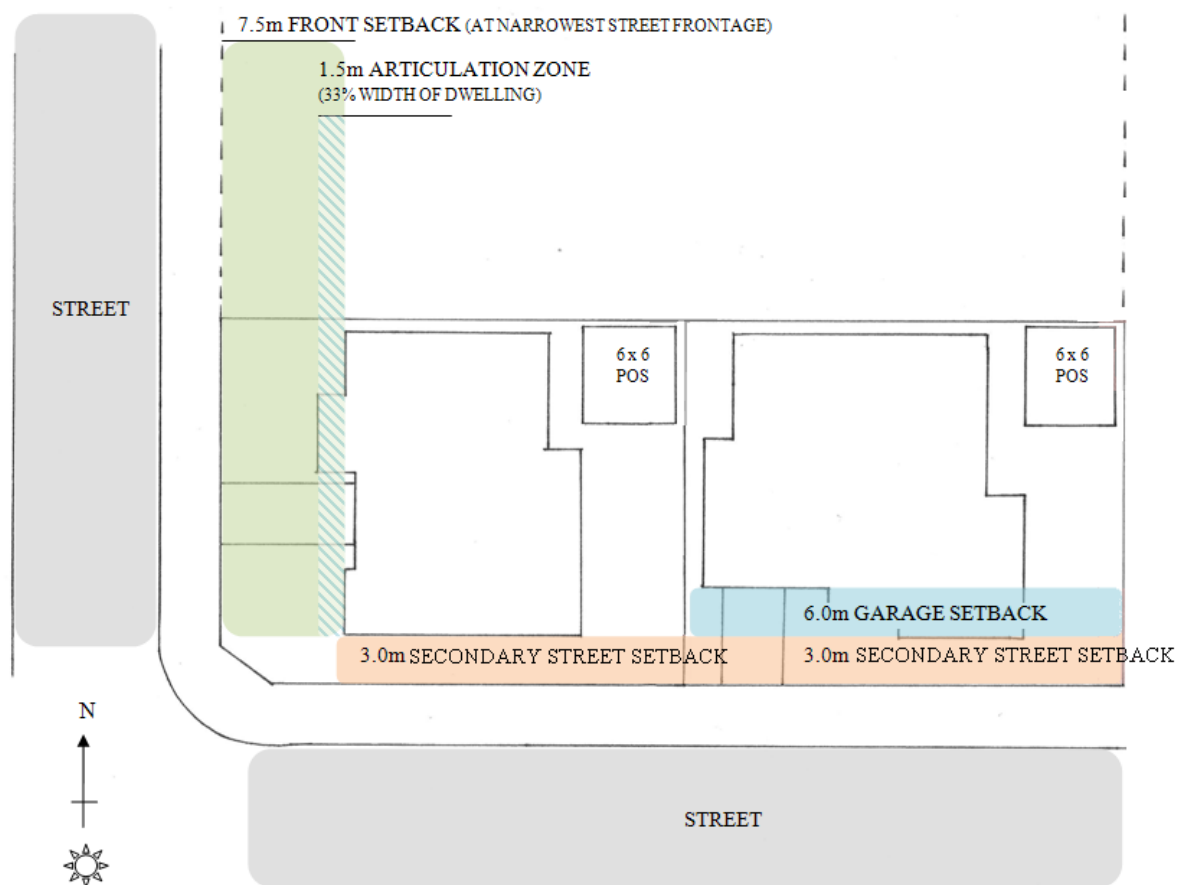 7.5m FRONT SETBACK (AT NARROWEST STREET FRONTAGE)
1.5m ARTICULATION ZONE
(33% WIDTH OF DWELLING)
STREET
6 x 6
POS
6 x 6
POS
6.0m GARAGE SETBACK
3.0m SECONDARY STREET SETBACK
3.0m SECONDARY STREET SETBACK
N
STREET